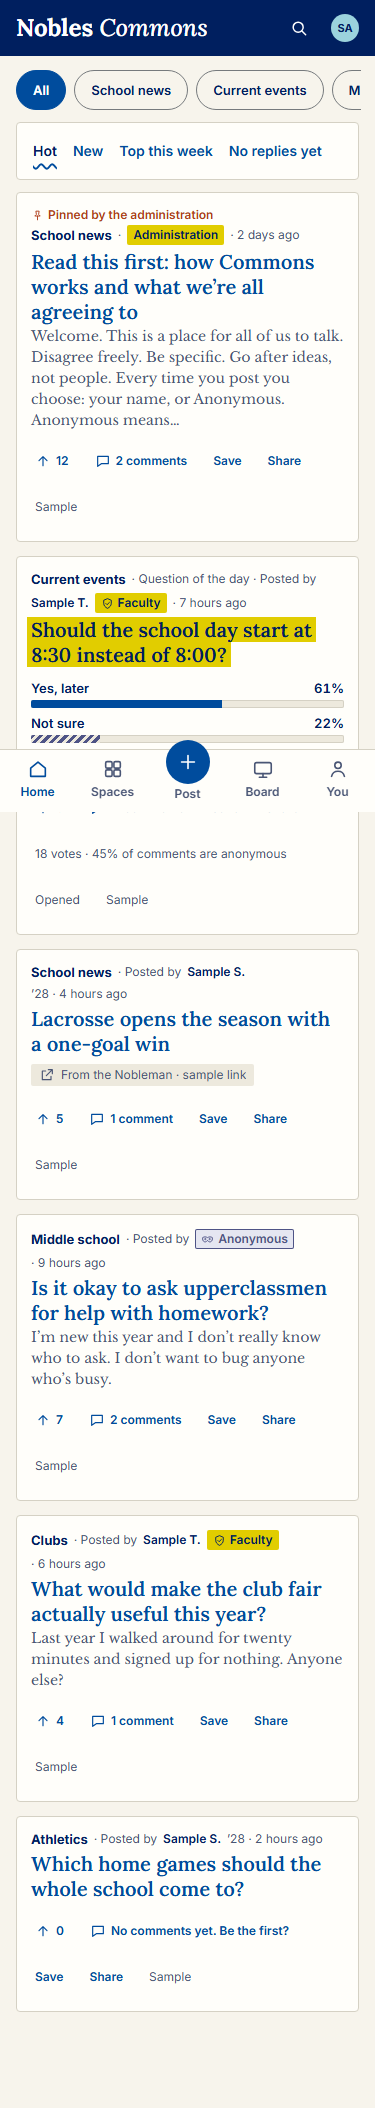 Nobles Commons
SA
All
School news
Current events
M
Hot
New
Top this week
No replies yet
Pinned by the administration
School news · Administration · 2 days ago
Read this first: how Commons
works and what we’re all
agreeing to
Welcome. This is a place for all of us to talk.
Disagree freely. Be specific. Go after ideas,
not people. Every time you post you
choose: your name, or Anonymous.
Anonymous means…
12
2 comments
Save
Share
Sample
Current events · Question of the day · Posted by
Sample T. Faculty · 7 hours ago
Should the school day start at
8:30 instead of 8:00?
Yes, later 61%
Not sure 22%
Home
Spaces
Post
Board
You
18 votes · 45% of comments are anonymous
Opened
Sample
School news · Posted by Sample S.
’28 · 4 hours ago
Lacrosse opens the season with
a one-goal win
From the Nobleman · sample link
5
1 comment
Save
Share
Sample
Middle school · Posted by Anonymous
· 9 hours ago
Is it okay to ask upperclassmen
for help with homework?
I’m new this year and I don’t really know
who to ask. I don’t want to bug anyone
who’s busy.
7
2 comments
Save
Share
Sample
Clubs · Posted by Sample T. Faculty
· 6 hours ago
What would make the club fair
actually useful this year?
Last year I walked around for twenty
minutes and signed up for nothing. Anyone
else?
4
1 comment
Save
Share
Sample
Athletics · Posted by Sample S. ’28 · 2 hours ago
Which home games should the
whole school come to?
0
No comments yet. Be the first?
Save
Share
Sample